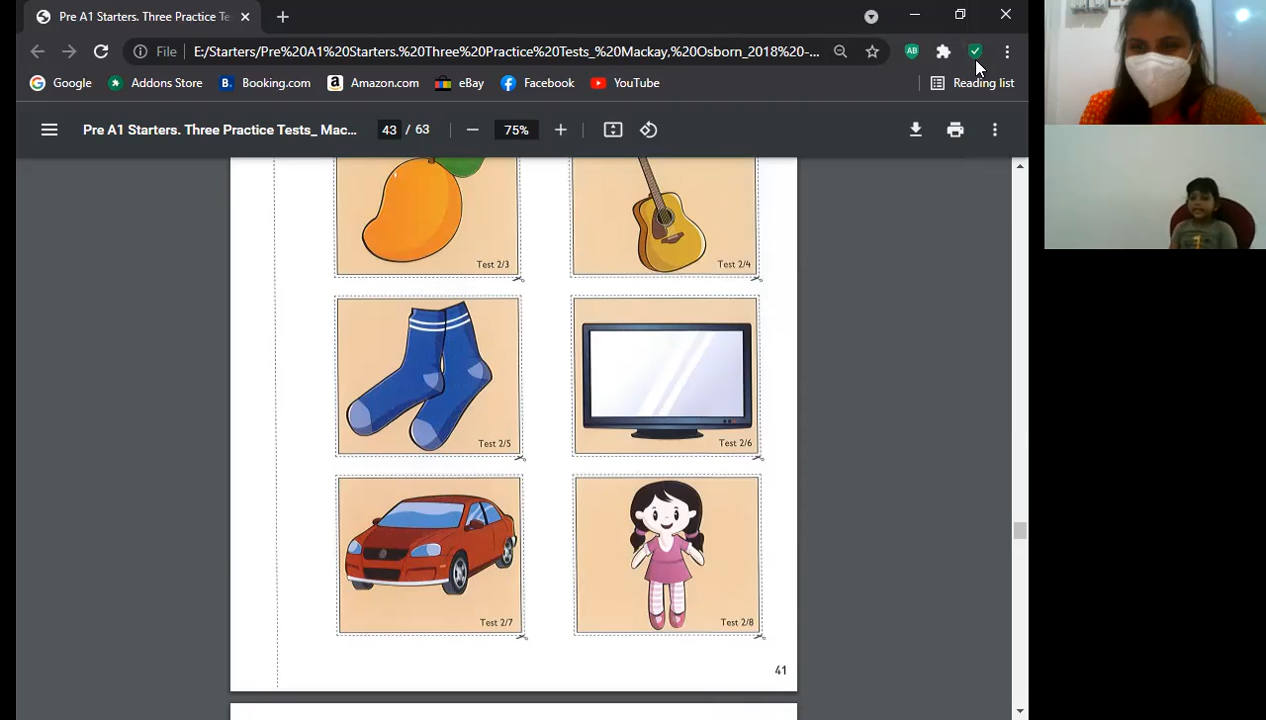 Pre A1 Starters. Three Practice Te
File E:/Starters/Pre%20A1%20Starters.%20Three%20Practice%20Tests_%20Mackay,%20Osborn_2018%20-...
AB
Google Addons Store B. Booking.com a Amazon.com eBay Facebook YouTube Reading list
Pre A1 Starters. Three Practice Tests_ Mac... 43 / 63 75%
Test 2/3 Test 2/4
Test 2/5 Test 2/6
Test 2/7 Test 2/8
41